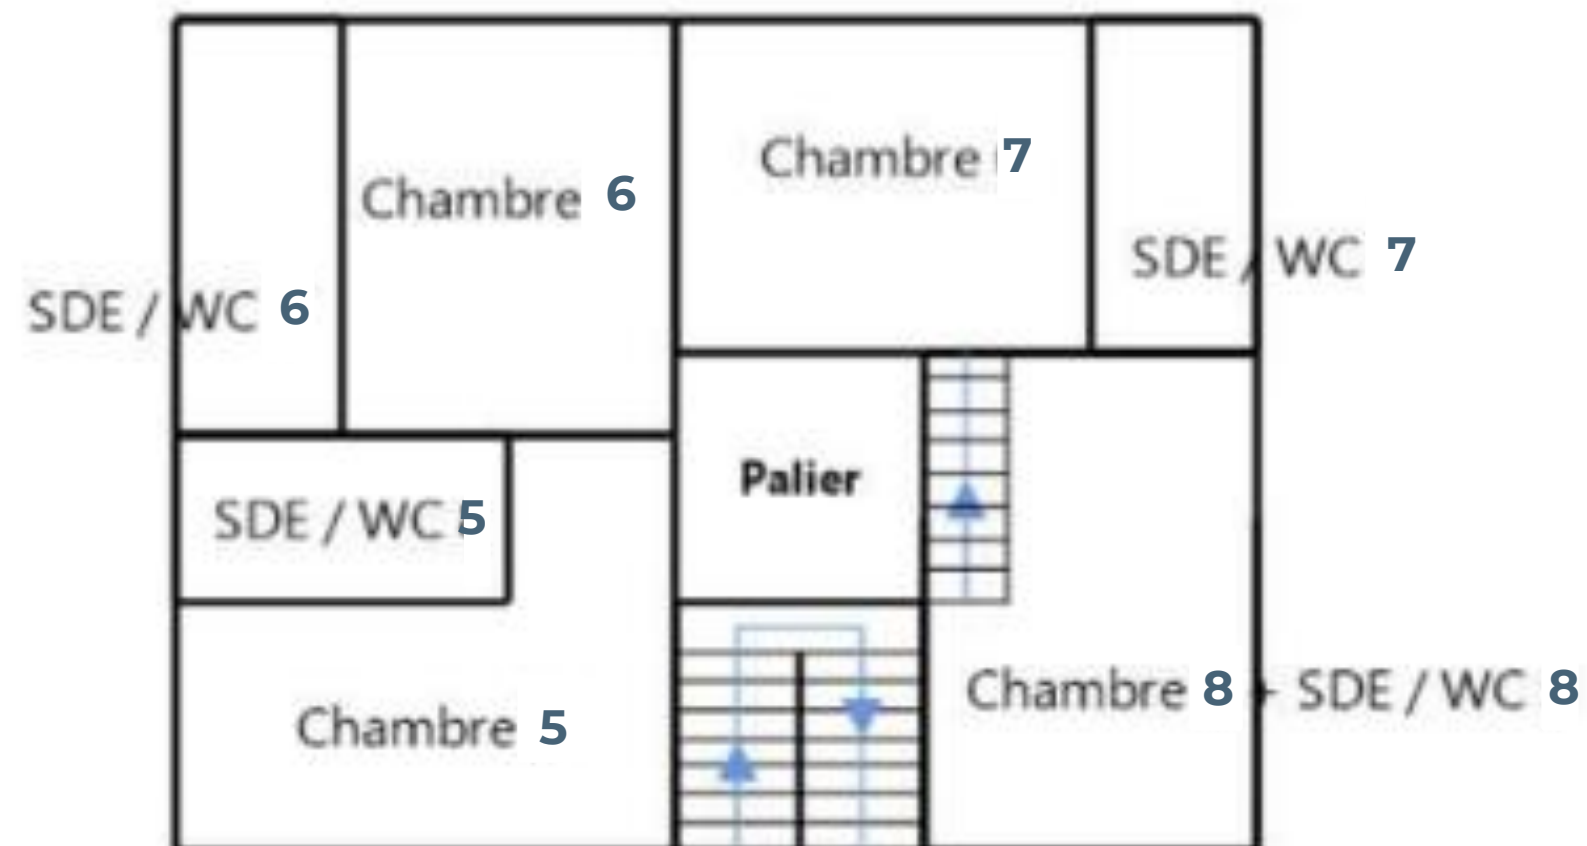 Chambre 7
Chambre 6
SDE / WC 7
SDE / WC 6
Palier
SDE / WC 5
Chambre 8 + SDE / WC 8
Chambre 5